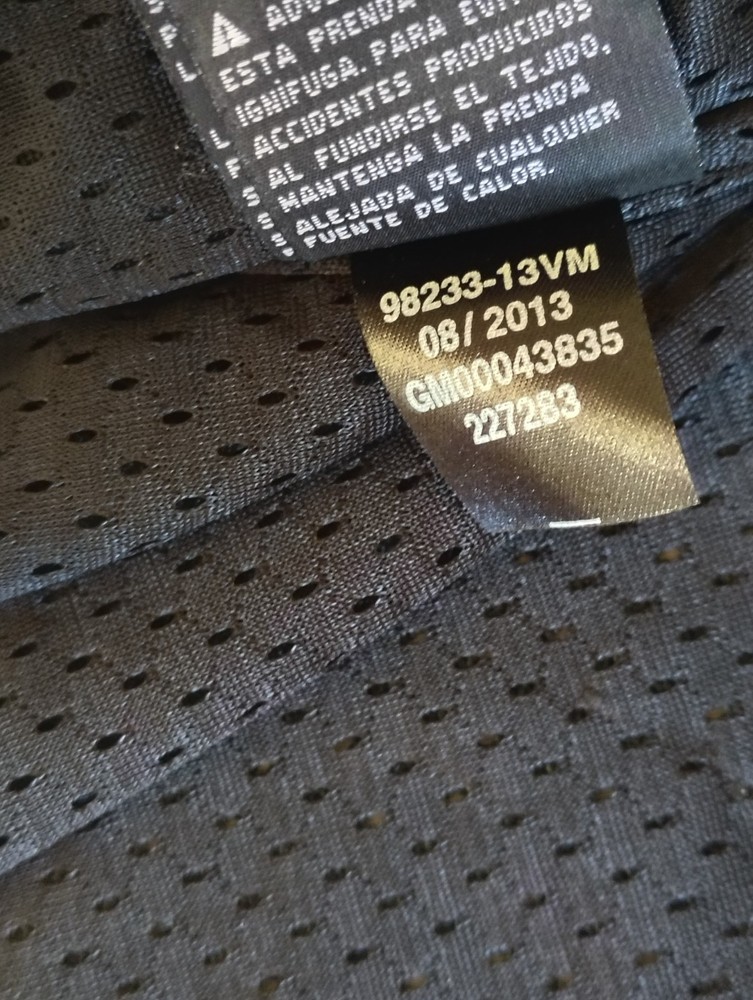 ESTA PRENDA
IGNÍFUGA. PARA
ACCIDENTES PRODUCIDOS
AL FUNDIRSE EL TEJIDO,
MANTENGA LA PRENDA
ALEJADA DE CUALQUIER
FUENTE DE CALOR.
98233-13VM
08/2013
GM00043835
227283